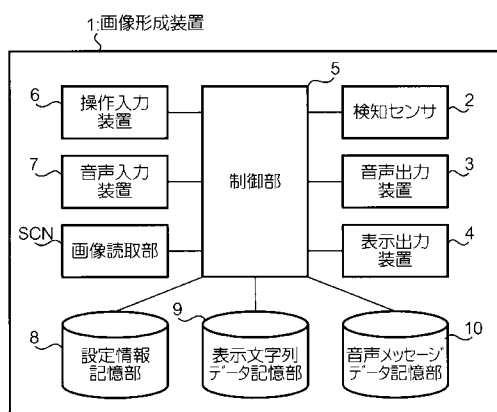 1:画像形成装置
5
6
操作入力
装置
検知センサ
2
7
音声入力
装置
制御部
音声出力
装置
3
SCN
画像読取部
表示出力
装置
4
8
設定情報
記憶部
9
表示文字列
データ記憶部
10
音声メッセージ
データ記憶部